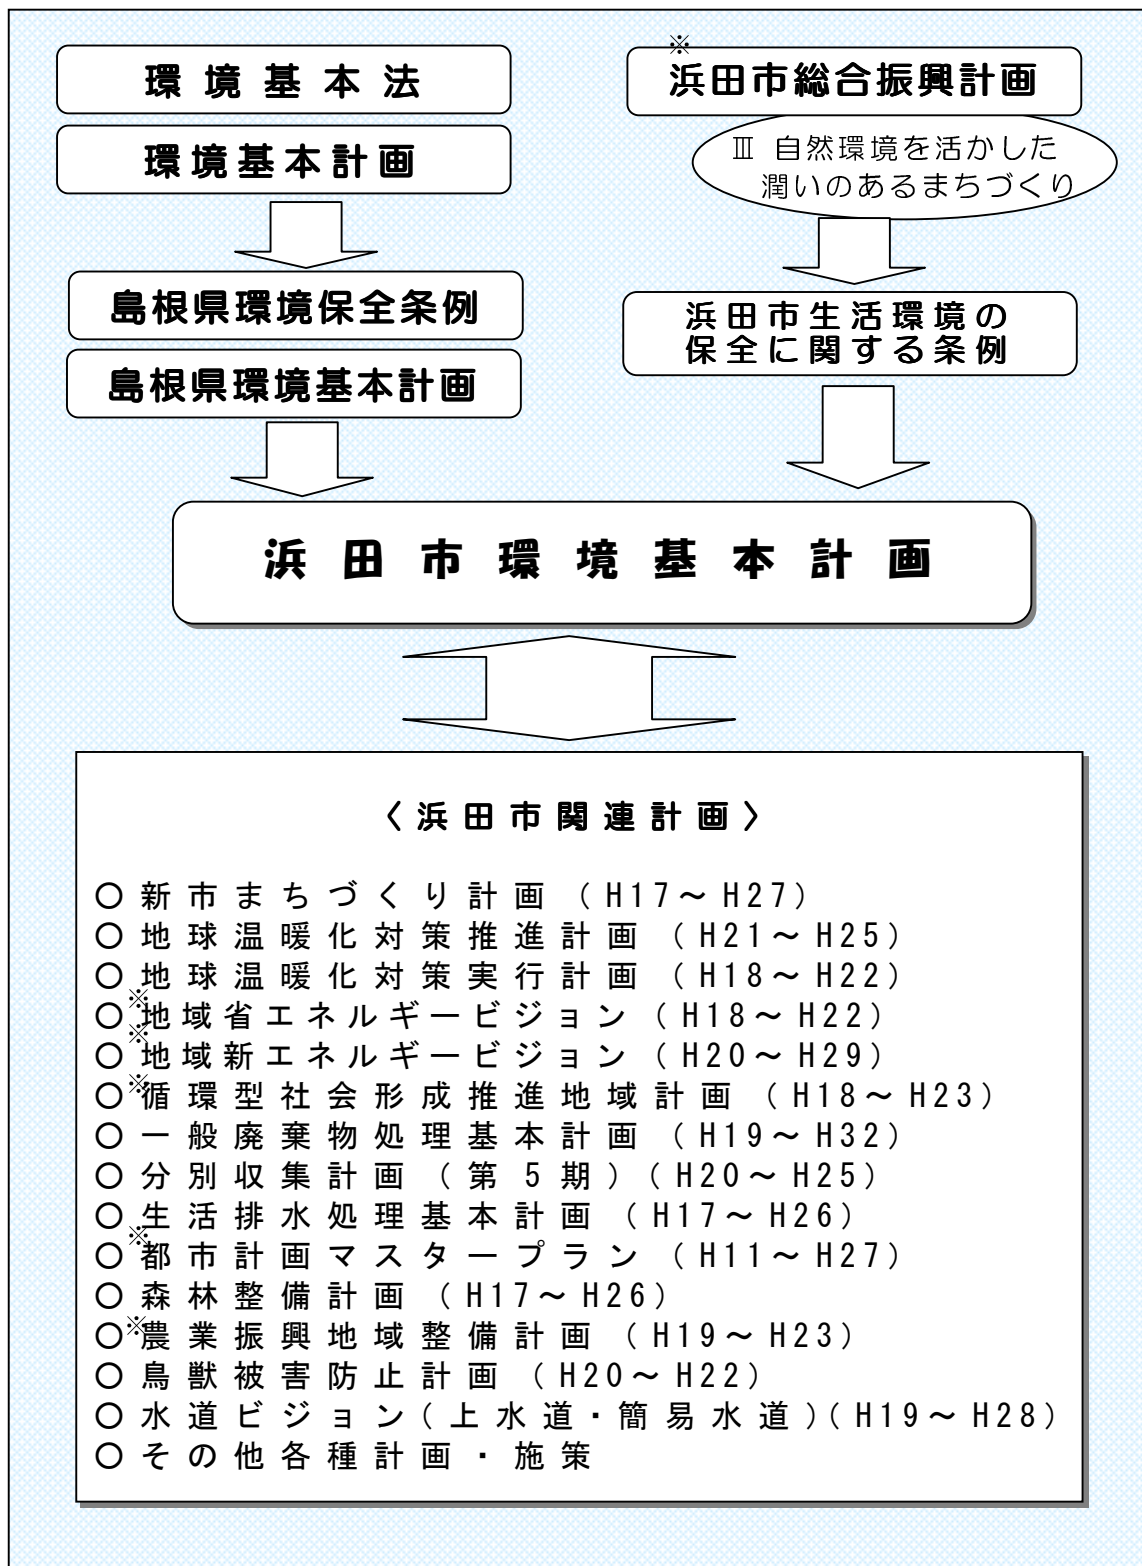 環境基本法
環境基本計画
島根県環境保全条例
島根県環境基本計画
※
浜田市総合振興計画
Ⅲ 自然環境を活かした
潤いのあるまちづくり
浜田市生活環境の
保全に関する条例
浜田市環境基本計画
〈浜田市関連計画〉
○新市まちづくり計画（H17～H27）
○地球温暖化対策推進計画（H21～H25）
○地球温暖化対策実行計画（H18～H22）
○※地域省エネルギービジョン（H18～H22）
○※地域新エネルギービジョン（H20～H29）
○※循環型社会形成推進地域計画（H18～H23）
○一般廃棄物処理基本計画（H19～H32）
○分別収集計画（第5期）（H20～H25）
○生活排水処理基本計画（H17～H26）
○※都市計画マスタープラン（H11～H27）
○森林整備計画（H17～H26）
○※農業振興地域整備計画（H19～H23）
○鳥獣被害防止計画（H20～H22）
○水道ビジョン(上水道・簡易水道)（H19～H28）
○その他各種計画・施策